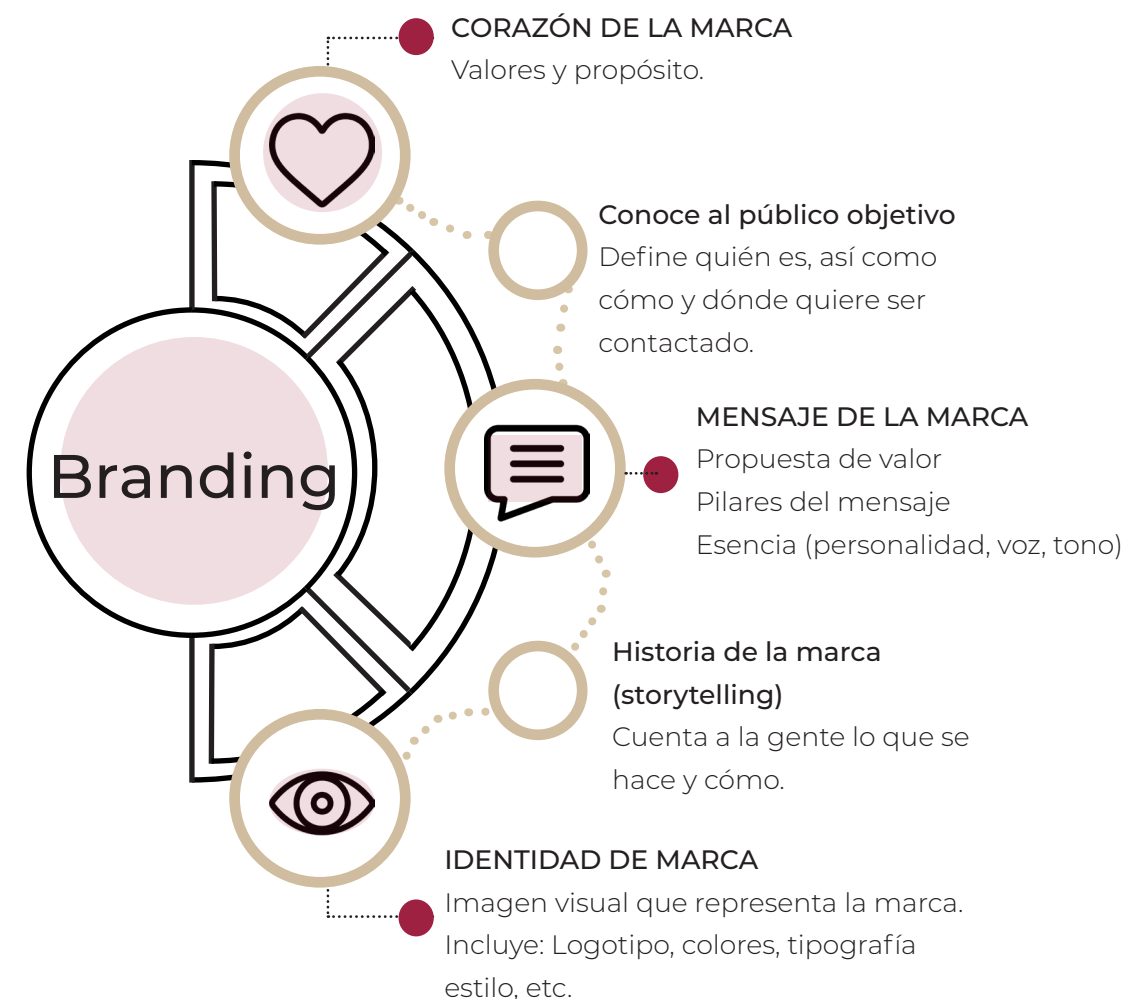 CORAZÓN DE LA MARCA
Valores y propósito.
Conoce al público objetivo
Define quién es, así como
cómo y dónde quiere ser
contactado.
MENSAJE DE LA MARCA
Propuesta de valor
Pilares del mensaje
Esencia (personalidad, voz, tono)
Branding
Historia de la marca
(storytelling)
Cuenta a la gente lo que se
hace y cómo.
IDENTIDAD DE MARCA
Imagen visual que representa la marca.
Incluye: Logotipo, colores, tipografía
estilo, etc.